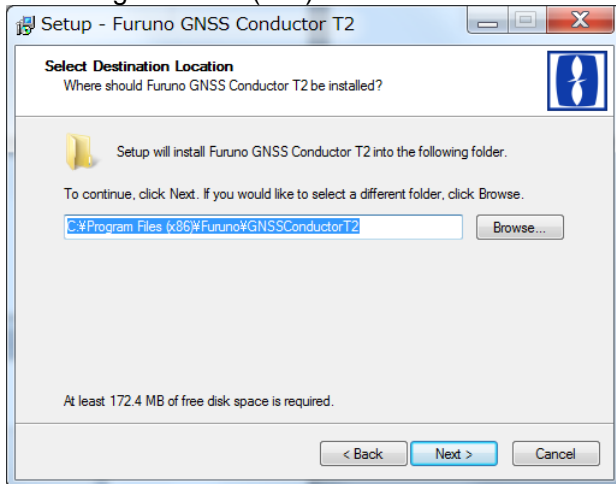 Setup - Furuno GNSS Conductor T2
Select Destination Location
Where should Furuno GNSS Conductor T2 be installed?
Setup will install Furuno GNSS Conductor T2 into the following folder.
To continue, click Next. If you would like to select a different folder, click Browse.
C:¥Program Files (x86)¥Furuno¥GNSSConductorT2
Browse...
At least 172.4 MB of free disk space is required.
< Back
Next >
Cancel